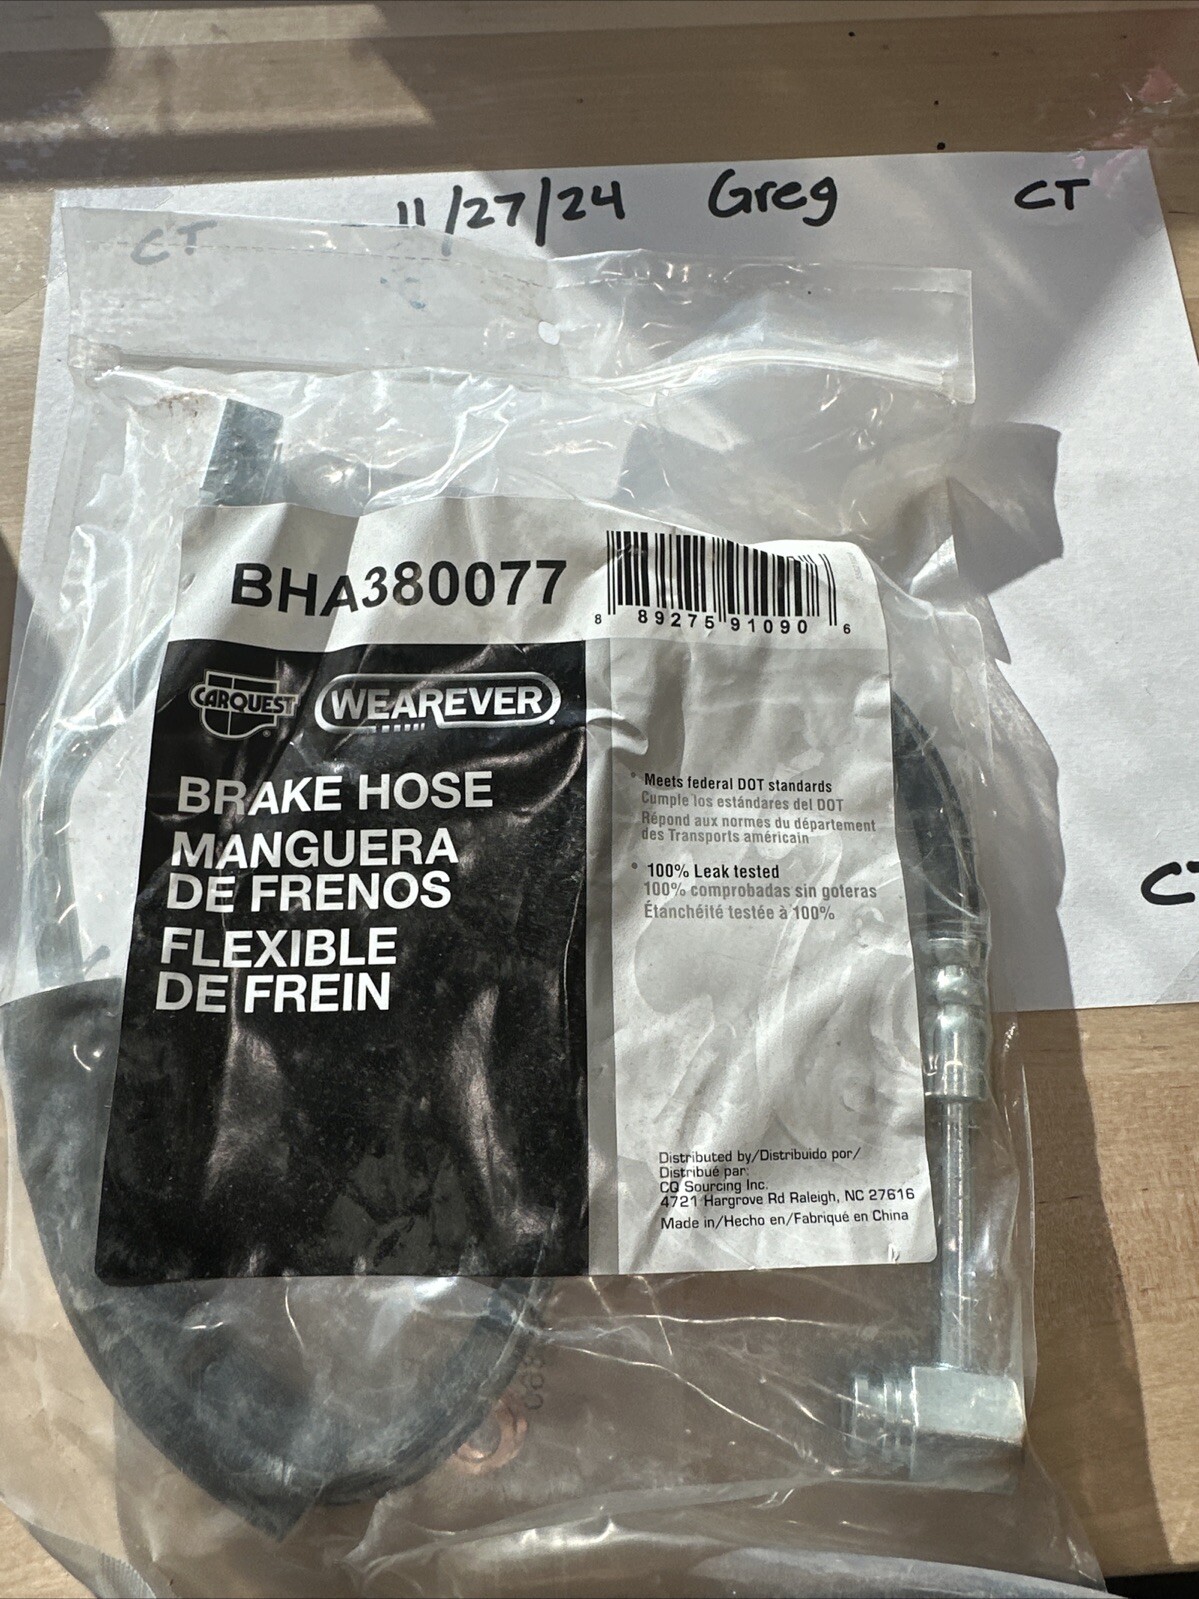 11/27/24 Greg CT
CT
BHA380077
8 89275 91090 6
CARQUEST WEAREVER
BRAKE HOSE
MANGUERA
DE FRENOS
FLEXIBLE
DE FREIN
Meets federal DOT standards
Cumple los estándares del DOT
Répond aux normes du département
des Transports américain
100% Leak tested
100% comprobadas sin goteras
Étanchéité testée à 100%
Distributed by/Distribuido por/
Distribué par:
CQ Sourcing Inc.
4721 Hargrove Rd Raleigh, NC 27616
Made in/Hecho en/Fabriqué en China